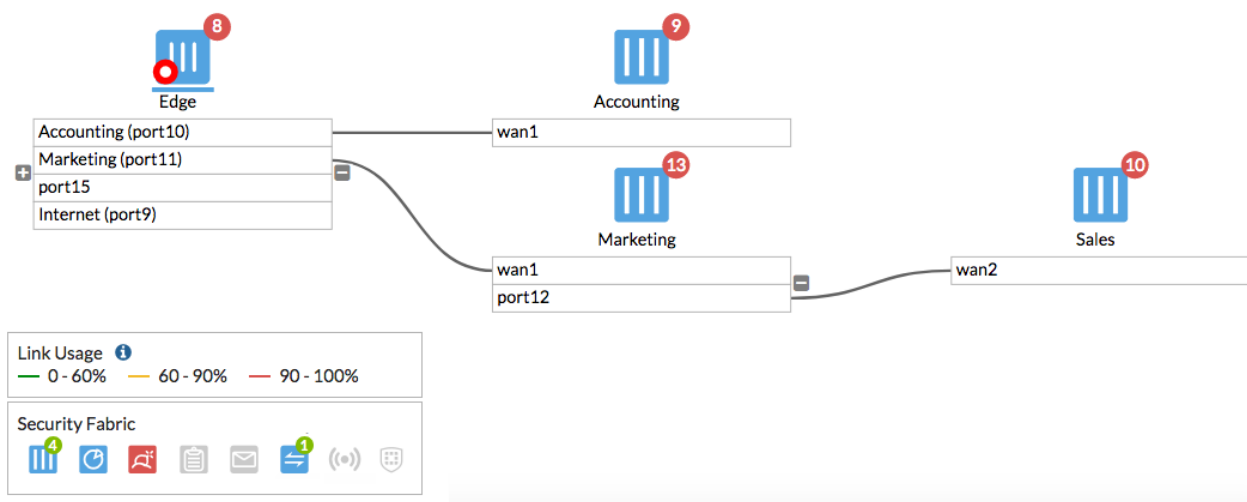 8
Edge
Accounting (port10)
Marketing (port11)
port15
Internet (port9)
9
Accounting
wan1
13
Marketing
wan1
port12
10
Sales
wan2
Link Usage
0 - 60% 60 - 90% 90 - 100%
Security Fabric
4 1